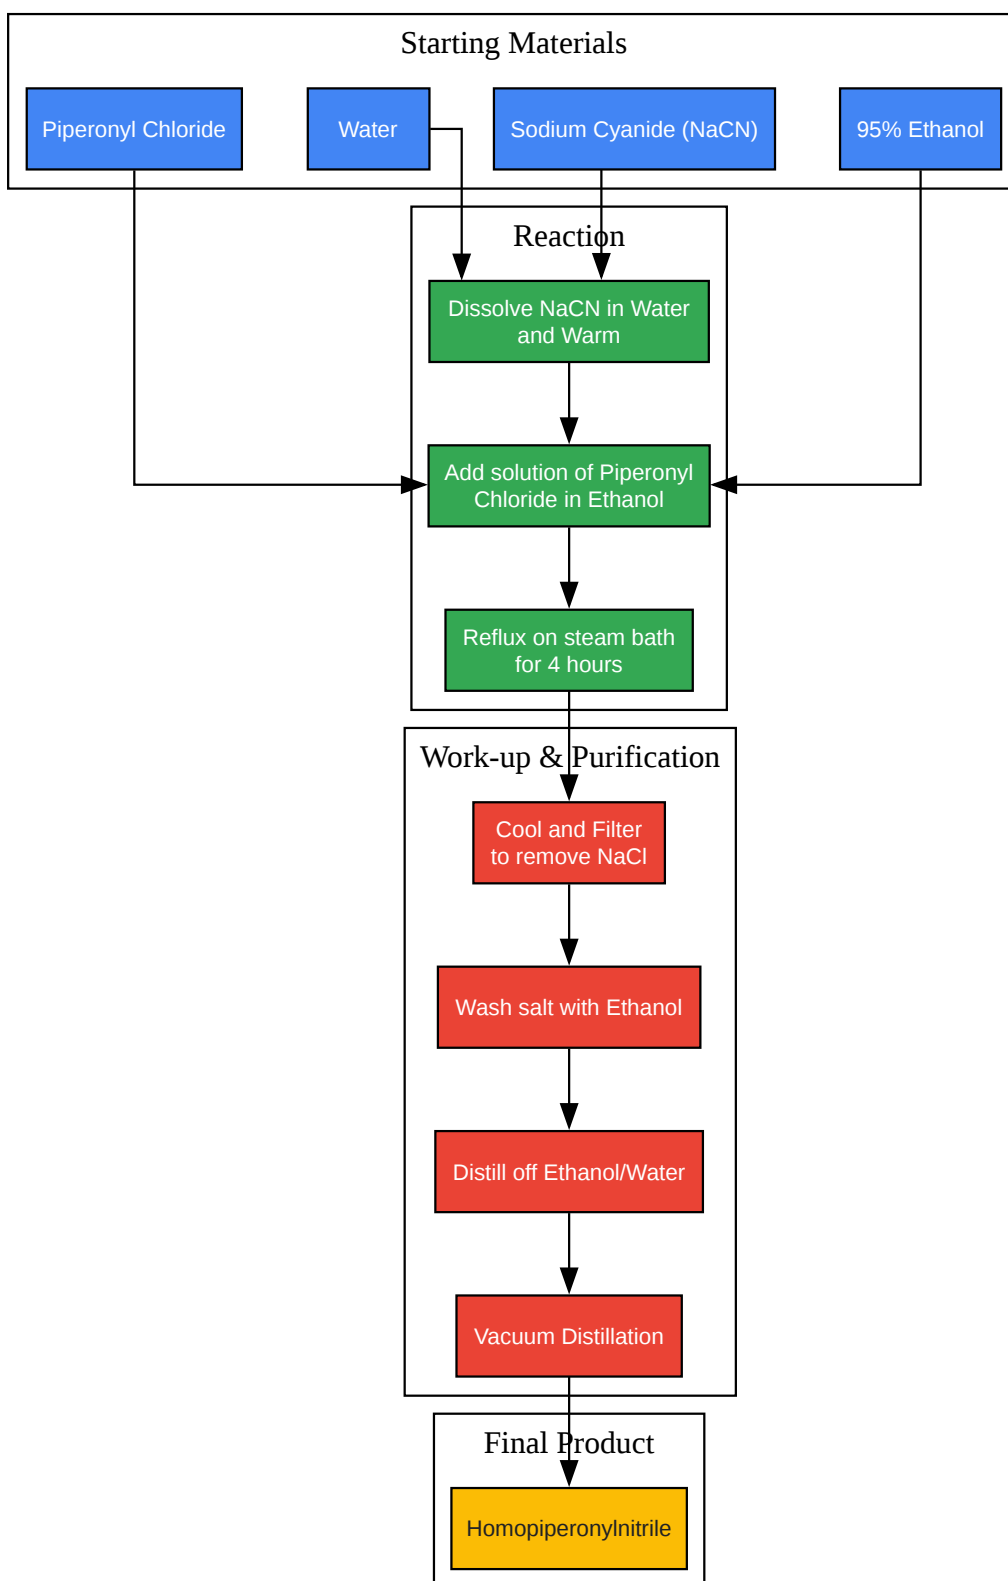 Starting Materials
Piperonyl Chloride
Water
Sodium Cyanide (NaCN)
95% Ethanol
Reaction
Dissolve NaCN in Water
and Warm
Add solution of Piperonyl
Chloride in Ethanol
Reflux on steam bath
for 4 hours
Work-up & Purification
Cool and Filter
to remove NaCl
Wash salt with Ethanol
Distill off Ethanol/Water
Vacuum Distillation
Final Product
Homopiperonylnitrile